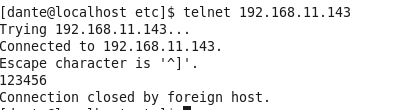 [dante@localhost etc]$ telnet 192.168.11.143
Trying 192.168.11.143...
Connected to 192.168.11.143.
Escape character is '^]'.
123456
Connection closed by foreign host.